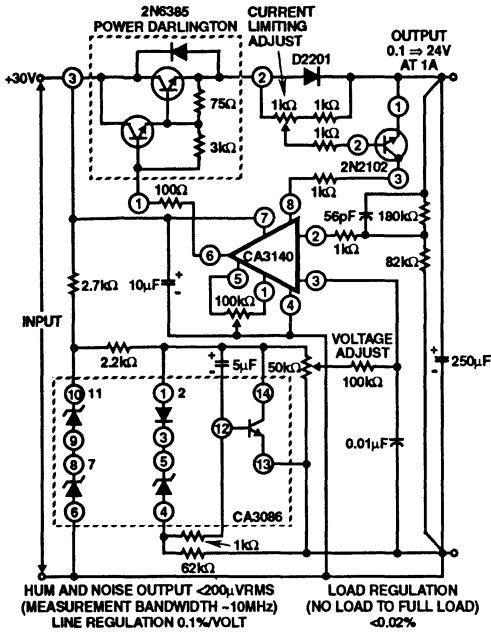 2N6385
POWER DARLINGTON
CURRENT
LIMITING
ADJUST
OUTPUT
0.1 ⇒ 24V
AT 1A
D2201
+30V
3
2
1
75Ω
3kΩ
1kΩ
1kΩ
1kΩ
2
1
2N2102
3
1
100Ω
1kΩ
8
7
56pF
180kΩ
6
CA3140
2
1kΩ
82kΩ
5
1
4
3
2.7kΩ
10μF
+
-
100kΩ
INPUT
VOLTAGE
ADJUST
2.2kΩ
+
5μF
-
50kΩ
100kΩ
+
-
250μF
10
11
1
2
14
9
3
12
0.01μF
8
7
5
13
6
4
CA3086
1kΩ
62kΩ
HUM AND NOISE OUTPUT <200μVRMS
(MEASUREMENT BANDWIDTH ~10MHz)
LINE REGULATION 0.1%/VOLT
LOAD REGULATION
(NO LOAD TO FULL LOAD)
<0.02%